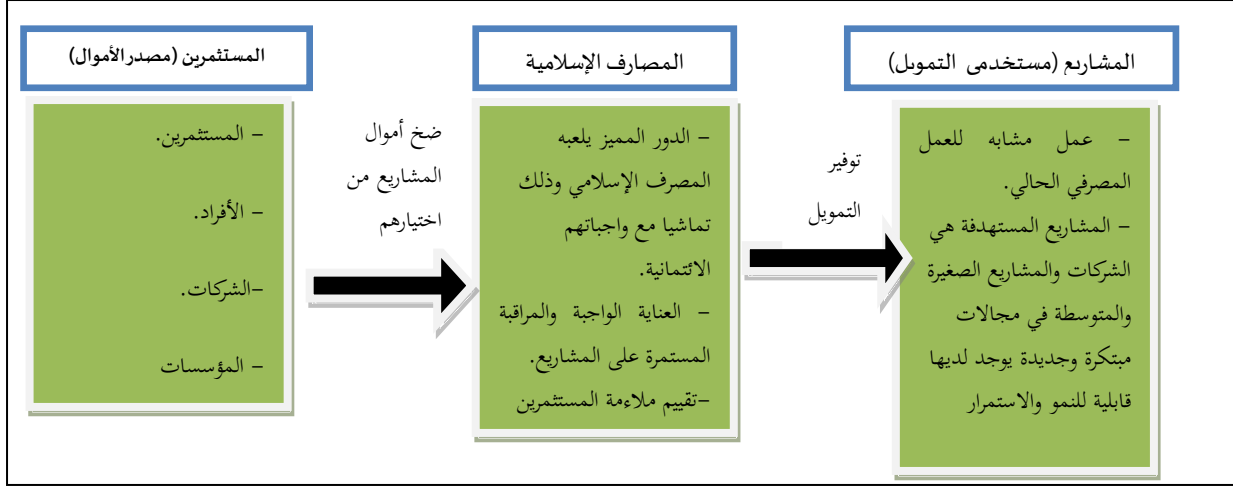 المستثمرين (مصدر الأموال)
المصارف الإسلامية
المشاريع (مستخدمي التمويل)
– المستثمرين.
– الأفراد.
–الشركات.
– المؤسسات
ضخ أموال
المشاريع من
اختيارهم
– الدور المميز يلعبه
المصرف الإسلامي وذلك
تماشيا مع واجباتهم
الائتمانية.
– العناية الواجبة والمراقبة
المستمرة على المشاريع.
–تقييم ملاءمة المستثمرين
توفير
التمويل
– عمل مشابه للعمل
المصرفي الحالي.
– المشاريع المستهدفة هي
الشركات والمشاريع الصغيرة
والمتوسطة في مجالات
مبتكرة وجديدة يوجد لديها
قابلية للنمو والاستمرار